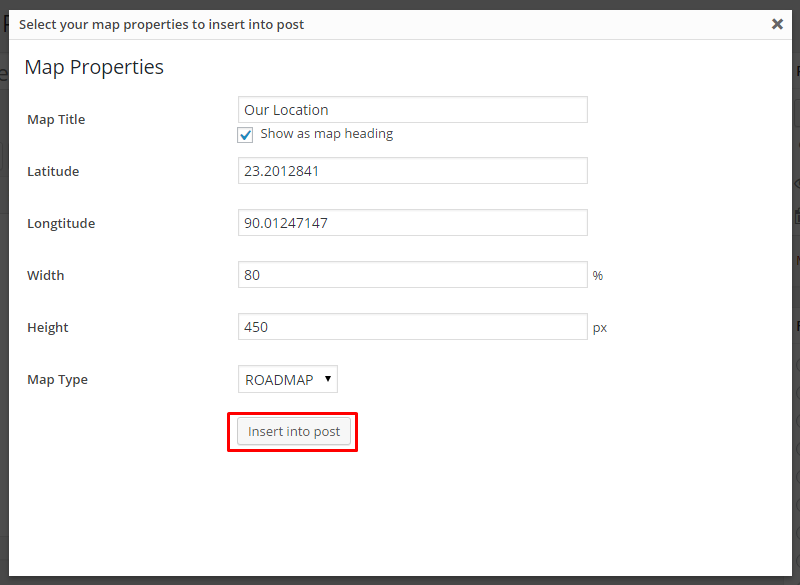 Select your map properties to insert into post
Map Properties
Map Title
Our Location
Show as map heading
Latitude
23.2012841
Longtitude
90.01247147
Width
80
%
Height
450
px
Map Type
ROADMAP
Insert into post